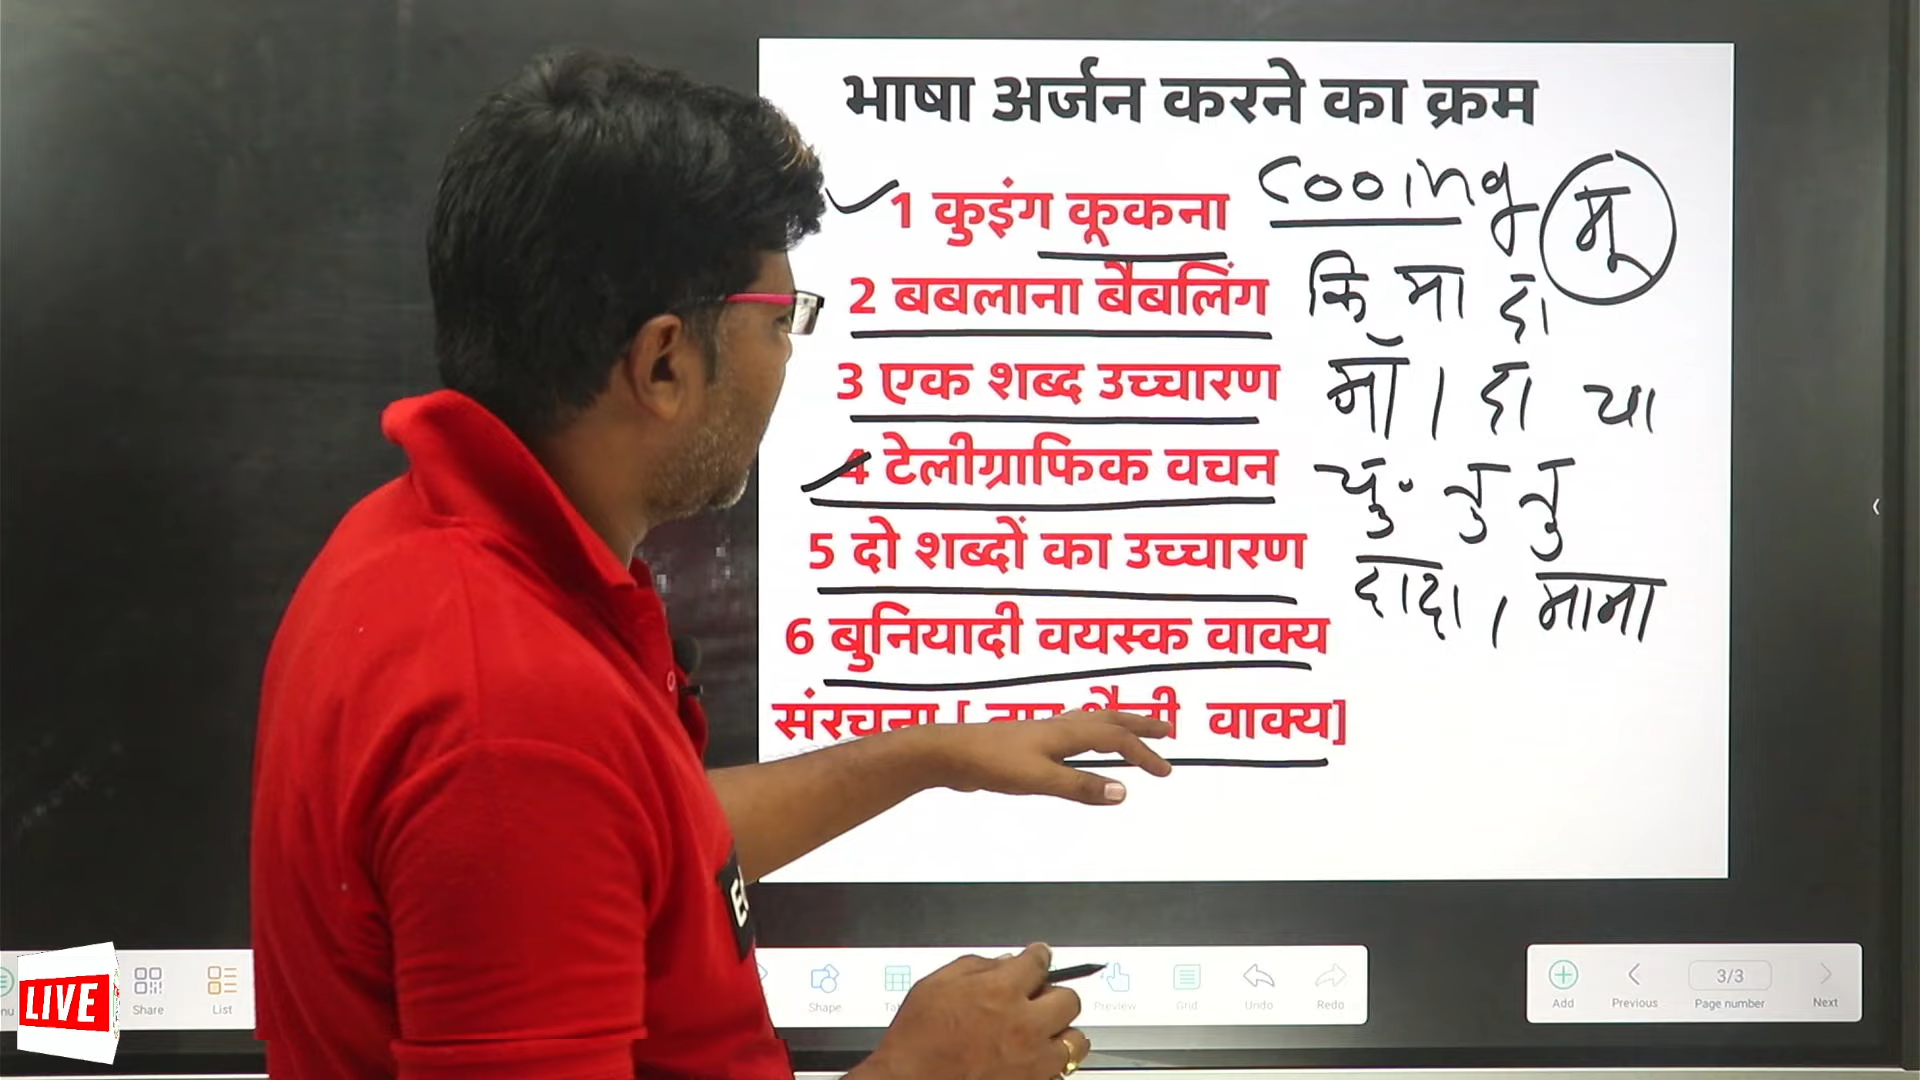 भाषा अर्जन करने का क्रम
1 कुइंग कूकना
cooing
मू
2 बबलाना बैबलिंग
कि मा दा
3 एक शब्द उच्चारण
माँ । दा या
4 टेलीग्राफिक वचन
तु तु
5 दो शब्दों का उच्चारण
दादा, मामा
6 बुनियादी वयस्क वाक्य
संरचना [ वाक्य]
LIVE
Share
List
Shape
Preview
Grid
Undo
Redo
Add
Previous
3/3
Page number
Next